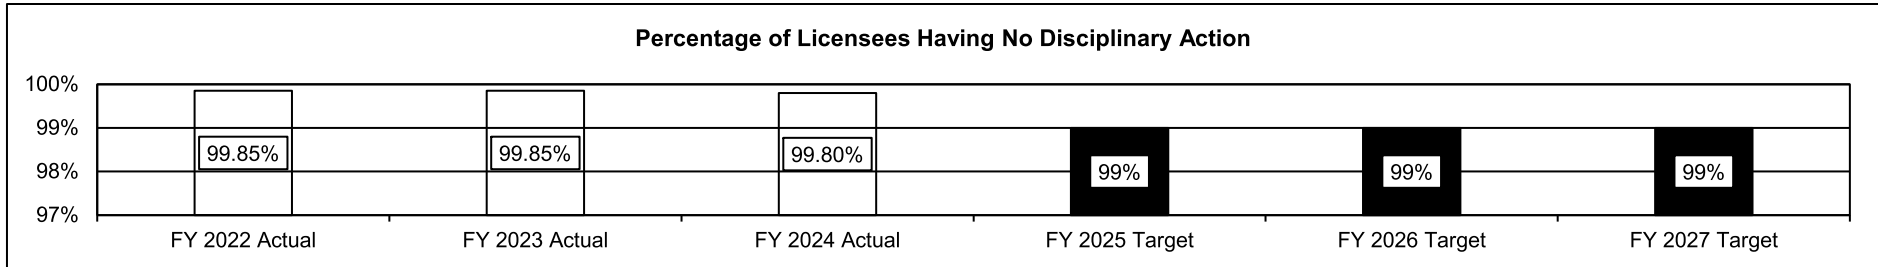 Percentage of Licensees Having No Disciplinary Action
100%
99%
98%
97%
99.85%
99.85%
99.80%
99%
99%
99%
FY 2022 Actual
FY 2023 Actual
FY 2024 Actual
FY 2025 Target
FY 2026 Target
FY 2027 Target